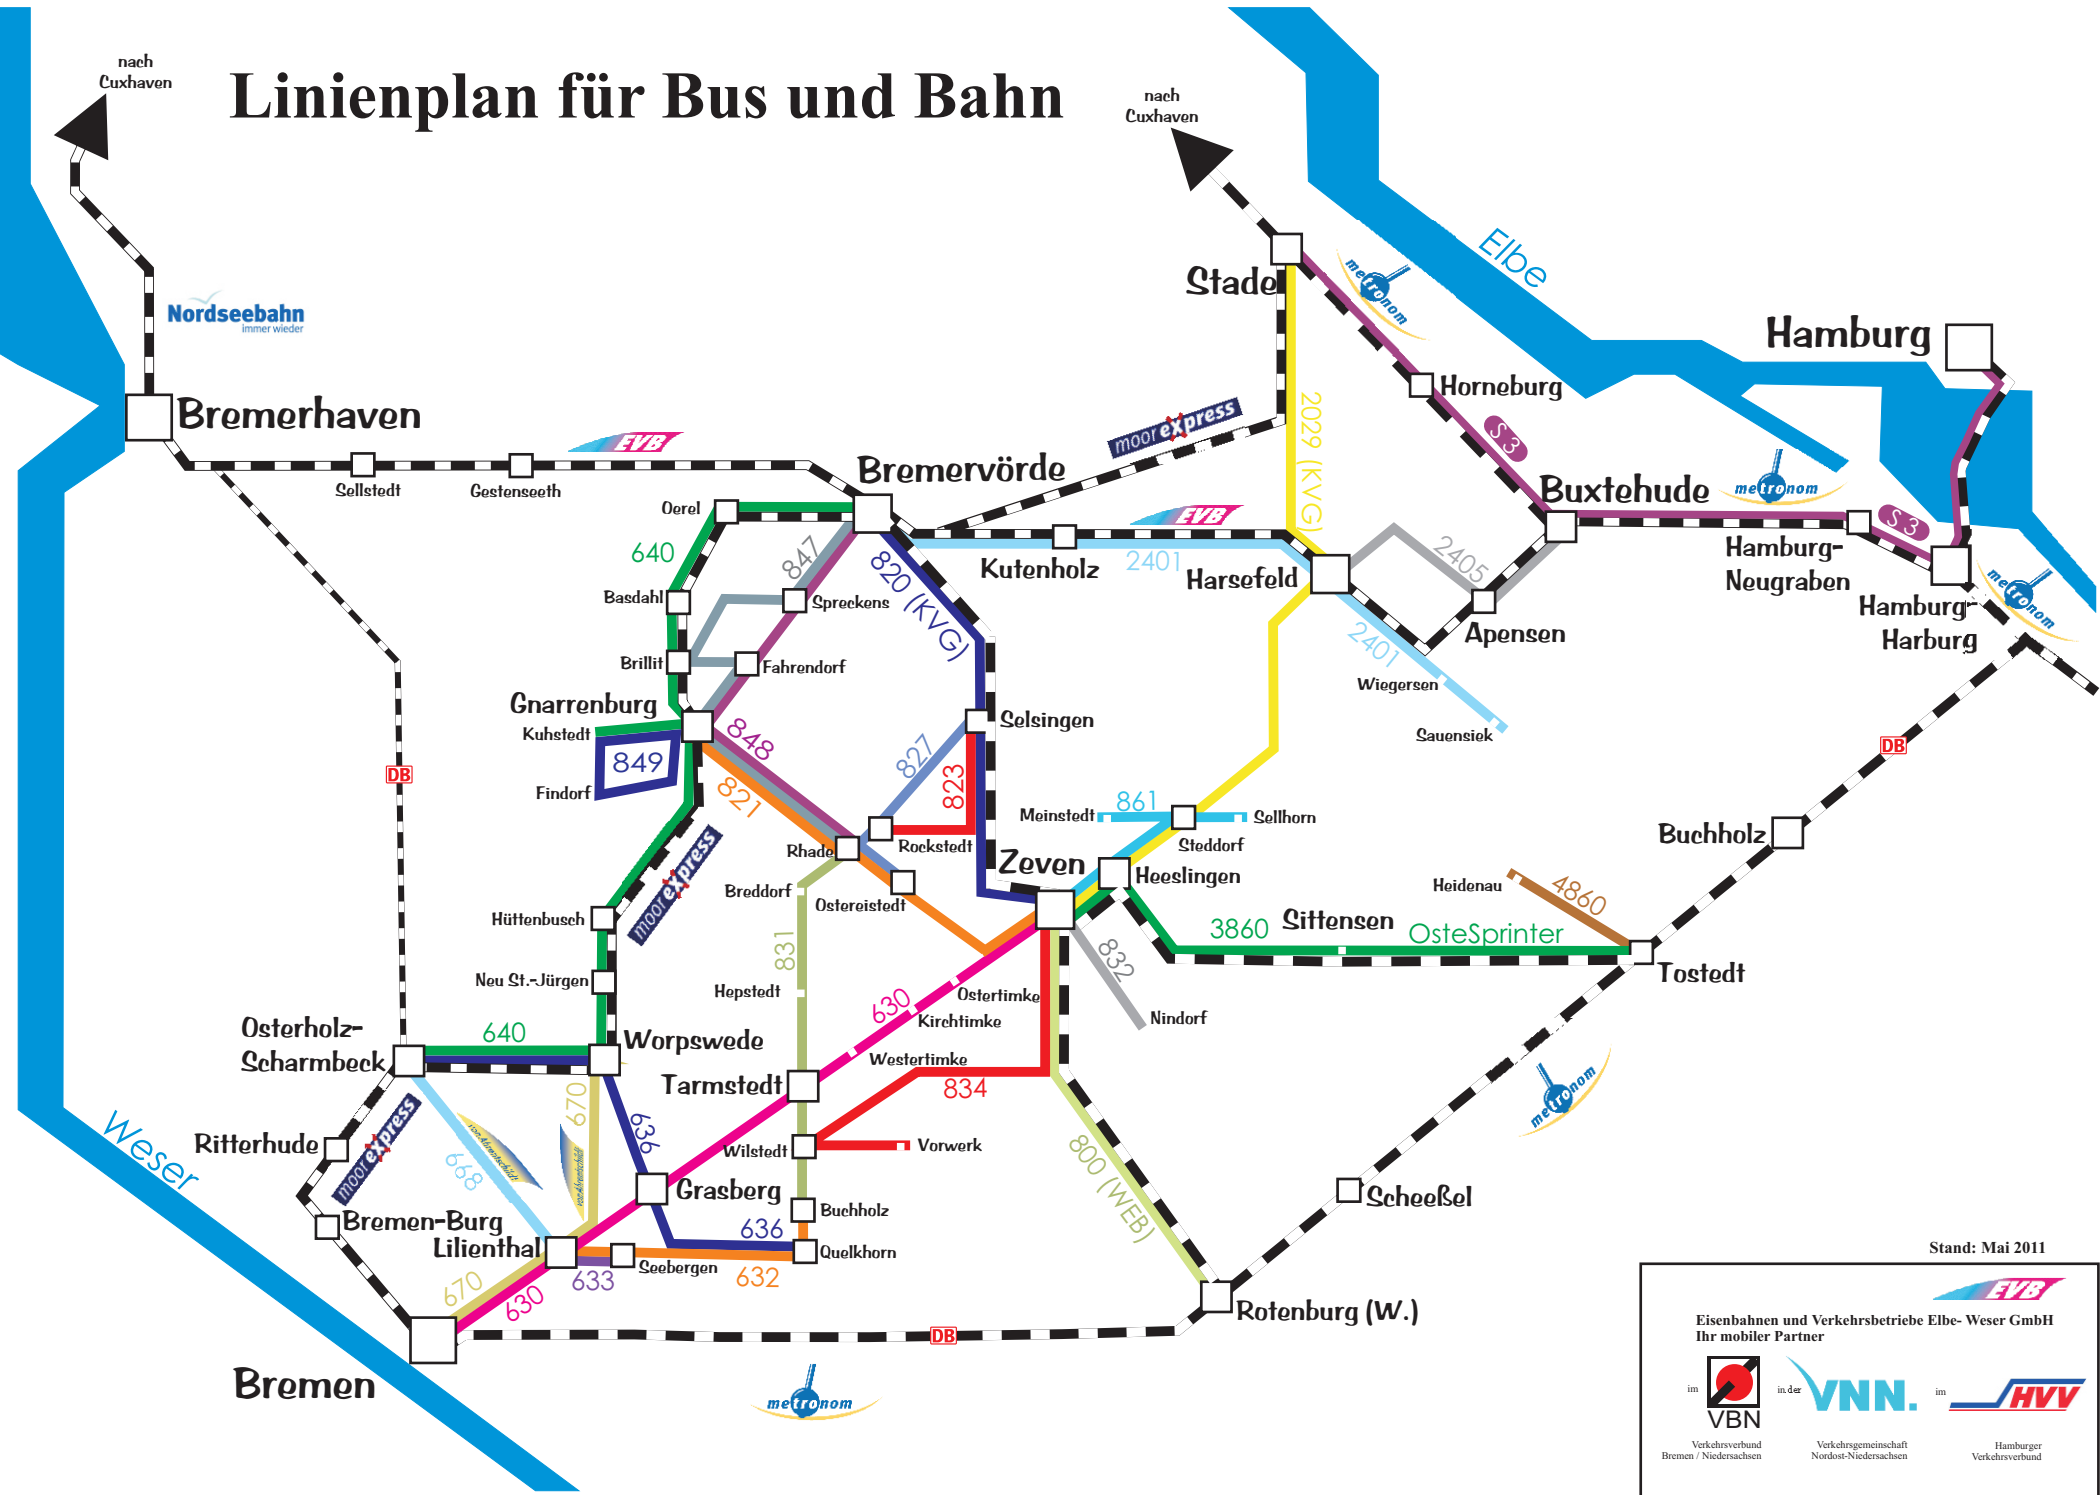 nach
Cuxhaven
Linienplan für Bus und Bahn
nach
Cuxhaven
Elbe
Stade
metronom
Nordseebahn
immer wieder
Hamburg
Horneburg
Bremerhaven
moorexpress
2029 (KVG)
S 3
EVB
Bremervörde
Sellstedt
Gestenseeth
Buxtehude
metronom
Oerel
EVB
S 3
640
847
820 (KVG)
Kutenholz
2401
Harsefeld
2405
Hamburg-
Neugraben
metronom
Basdahl
Spreckens
Hamburg-
Harburg
2401
Apensen
Brillit
Fahrendorf
Wiegersen
Gnarrenburg
Kuhstedt
848
Selsingen
Sauensiek
DB
849
827
DB
Findorf
821
823
Meinstedt
861
Sellhorn
Rockstedt
Steddorf
Buchholz
Rhade
Zeven
Heeslingen
moorexpress
Breddorf
Ostereistedt
Heidenau
4860
Hüttenbusch
3860
Sittensen
OsteSprinter
831
832
Tostedt
Neu St.-Jürgen
Hepstedt
630
Ostertimke
Kirchtimke
Nindorf
Osterholz-
Scharmbeck
640
Worpswede
Westertimke
Tarmstedt
834
metronom
670
Weser
Ritterhude
moorexpress
668
von Ahrentschildt
von Ahrentschildt
636
Wilstedt
Vorwerk
800 (WEB)
Grasberg
Scheeßel
Bremen-Burg
Buchholz
Lilienthal
636
Quelkhorn
Seebergen
633
632
670
630
Rotenburg (W.)
DB
Bremen
metronom
Stand: Mai 2011
EVB
Eisenbahnen und Verkehrsbetriebe Elbe- Weser GmbH
Ihr mobiler Partner
im
VBN
in der
VNN.
im
HVV
Verkehrsverbund
Bremen / Niedersachsen
Verkehrsgemeinschaft
Nordost-Niedersachsen
Hamburger
Verkehrsverbund